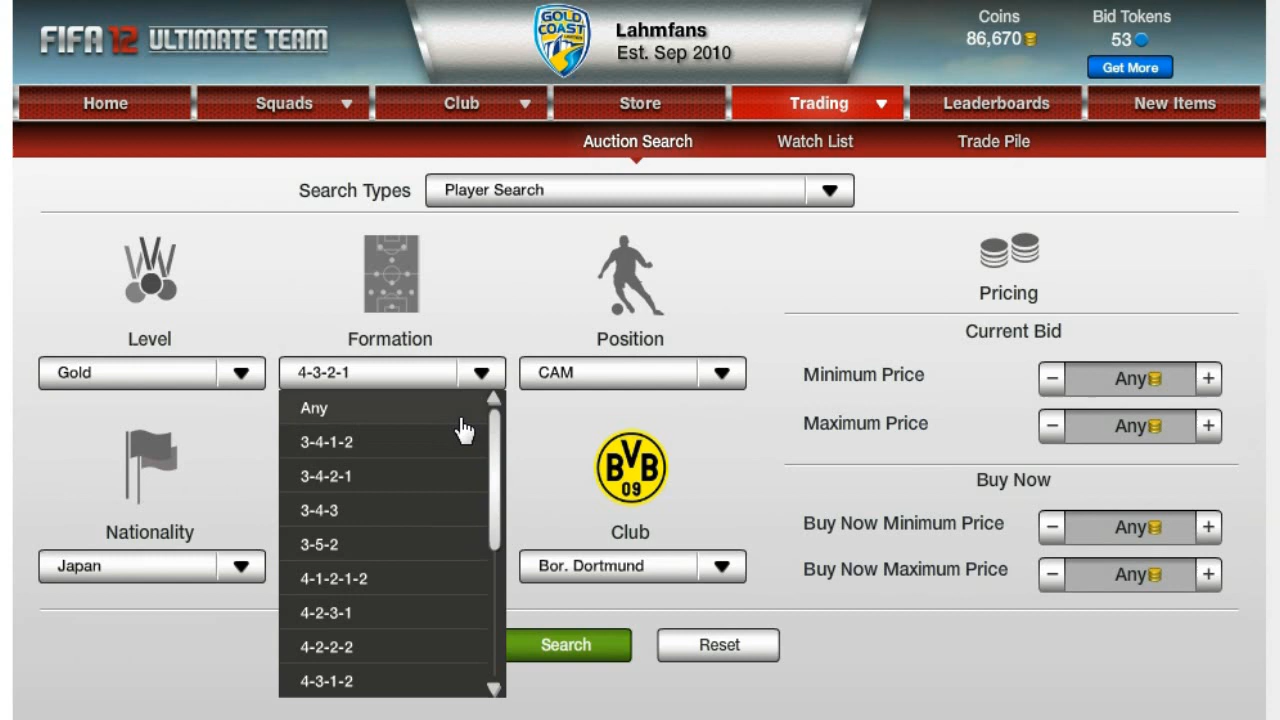 FIFA 12 ULTIMATE TEAM
GOLD COAST
Lahmfans
Est. Sep 2010
Coins
86,670
Bid Tokens
53
Get More
Home
Squads
Club
Store
Trading
Leaderboards
New Items
Auction Search
Watch List
Trade Pile
Search Types
Player Search
Level
Gold
Formation
4-3-2-1
Any
3-4-1-2
3-4-2-1
3-4-3
3-5-2
4-1-2-1-2
4-2-3-1
4-2-2-2
4-3-1-2
Position
CAM
Nationality
Japan
BVB
09
Club
Bor. Dortmund
Pricing
Current Bid
Minimum Price
− Any +
Maximum Price
− Any +
Buy Now
Buy Now Minimum Price
− Any +
Buy Now Maximum Price
− Any +
Search
Reset